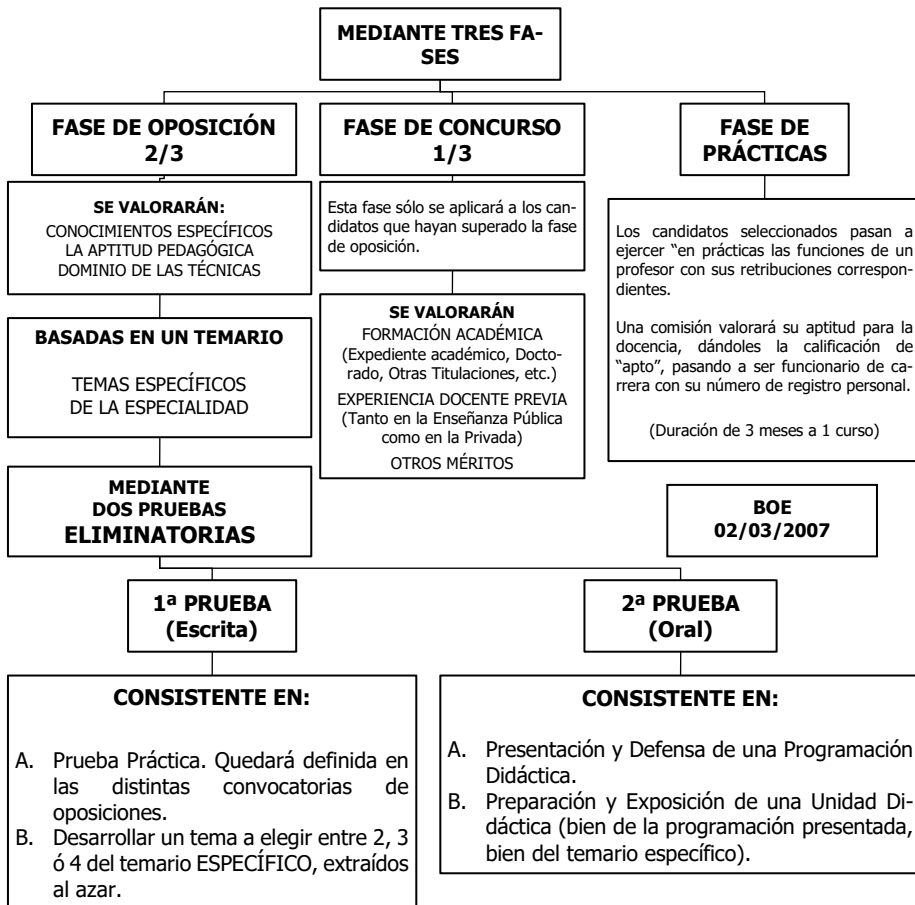 MEDIANTE TRES FA-
SES
FASE DE OPOSICIÓN
2/3
SE VALORARÁN:
CONOCIMIENTOS ESPECÍFICOS
LA APTITUD PEDAGÓGICA
DOMINIO DE LAS TÉCNICAS
BASADAS EN UN TEMARIO
TEMAS ESPECÍFICOS
DE LA ESPECIALIDAD
MEDIANTE
DOS PRUEBAS
ELIMINATORIAS
FASE DE CONCURSO
1/3
Esta fase sólo se aplicará a los can-
didatos que hayan superado la fase
de oposición.
SE VALORARÁN
FORMACIÓN ACADÉMICA
(Expediente académico, Docto-
rado, Otras Titulaciones, etc.)
EXPERIENCIA DOCENTE PREVIA
(Tanto en la Enseñanza Pública
como en la Privada)
OTROS MÉRITOS
FASE DE
PRÁCTICAS
Los candidatos seleccionados pasan a
ejercer “en prácticas las funciones de un
profesor con sus retribuciones correspon-
dientes.
Una comisión valorará su aptitud para la
docencia, dándoles la calificación de
“apto”, pasando a ser funcionario de ca-
rrera con su número de registro personal.
(Duración de 3 meses a 1 curso)
BOE
02/03/2007
1ª PRUEBA
(Escrita)
CONSISTENTE EN:
A. Prueba Práctica. Quedará definida en
las distintas convocatorias de
oposiciones.
B. Desarrollar un tema a elegir entre 2, 3
ó 4 del temario ESPECÍFICO, extraídos
al azar.
2ª PRUEBA
(Oral)
CONSISTENTE EN:
A. Presentación y Defensa de una Programación
Didáctica.
B. Preparación y Exposición de una Unidad Di-
dáctica (bien de la programación presentada,
bien del temario específico).